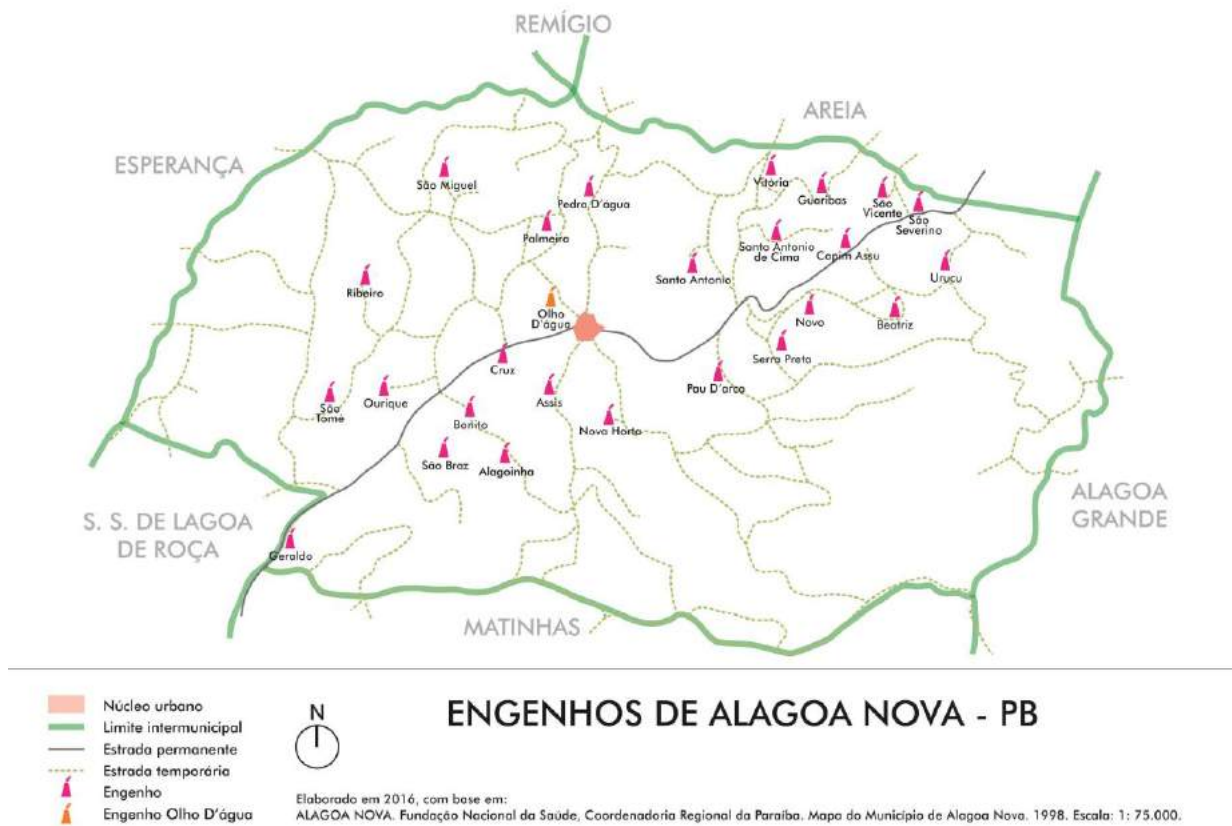 REMÍGIO
AREIA
ESPERANÇA
São Miguel
Pedra D'água
Vitória
Guaribas
São
Vicente
São
Severino
Palmeira
Santo Antonio
de Cima
Capim Assu
Santo Antonio
Urucu
Ribeiro
Olho
D'água
Novo
Beatriz
Serra Preta
Cruz
Pau D'arco
São
Tomé
Ourique
Assis
Bonito
Nova Horta
São Braz
Alagoinha
S. S. DE LAGOA
DE ROÇA
ALAGOA
GRANDE
Geraldo
MATINHAS
Núcleo urbano
Limite intermunicipal
Estrada permanente
Estrada temporária
Engenho
Engenho Olho D'água
N
ENGENHOS DE ALAGOA NOVA - PB
Elaborado em 2016, com base em:
ALAGOA NOVA. Fundação Nacional da Saúde, Coordenadoria Regional da Paraíba. Mapa do Município de Alagoa Nova. 1998. Escala: 1: 75.000.